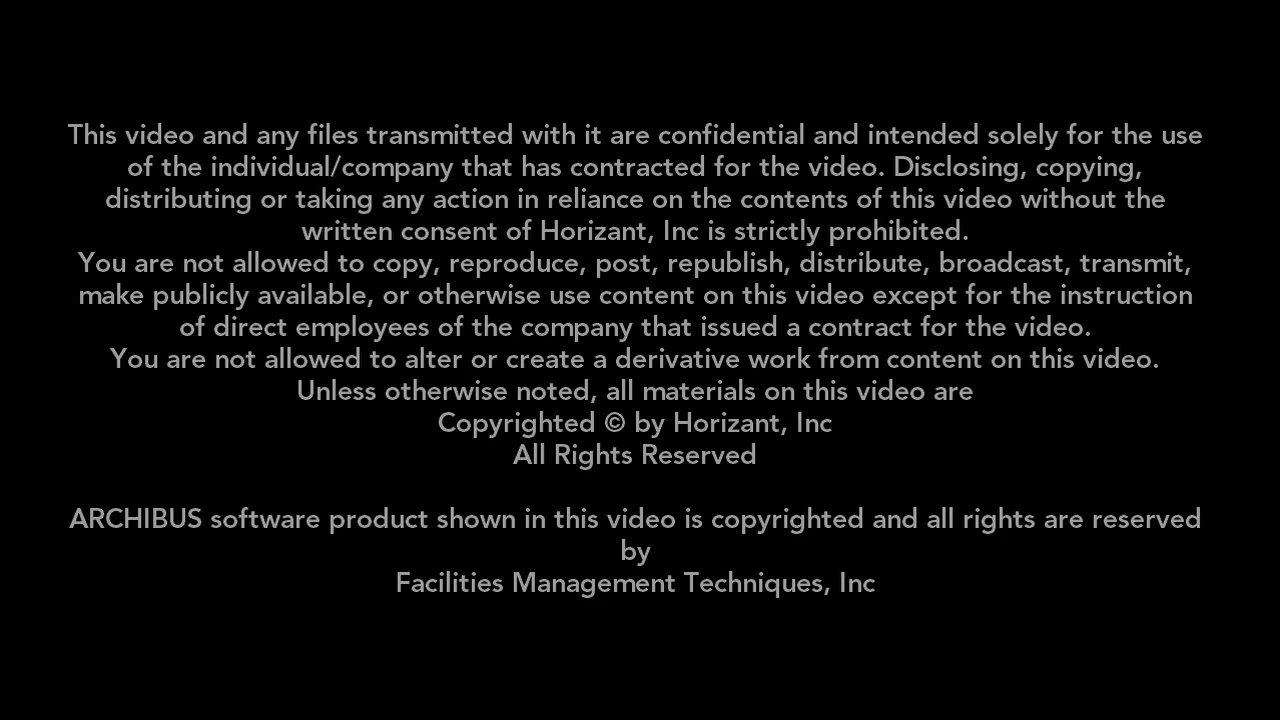 This video and any files transmitted with it are confidential and intended solely for the use
of the individual/company that has contracted for the video. Disclosing, copying,
distributing or taking any action in reliance on the contents of this video without the
written consent of Horizant, Inc is strictly prohibited.
You are not allowed to copy, reproduce, post, republish, distribute, broadcast, transmit,
make publicly available, or otherwise use content on this video except for the instruction
of direct employees of the company that issued a contract for the video.
You are not allowed to alter or create a derivative work from content on this video.
Unless otherwise noted, all materials on this video are
Copyrighted © by Horizant, Inc
All Rights Reserved
ARCHIBUS software product shown in this video is copyrighted and all rights are reserved
by
Facilities Management Techniques, Inc